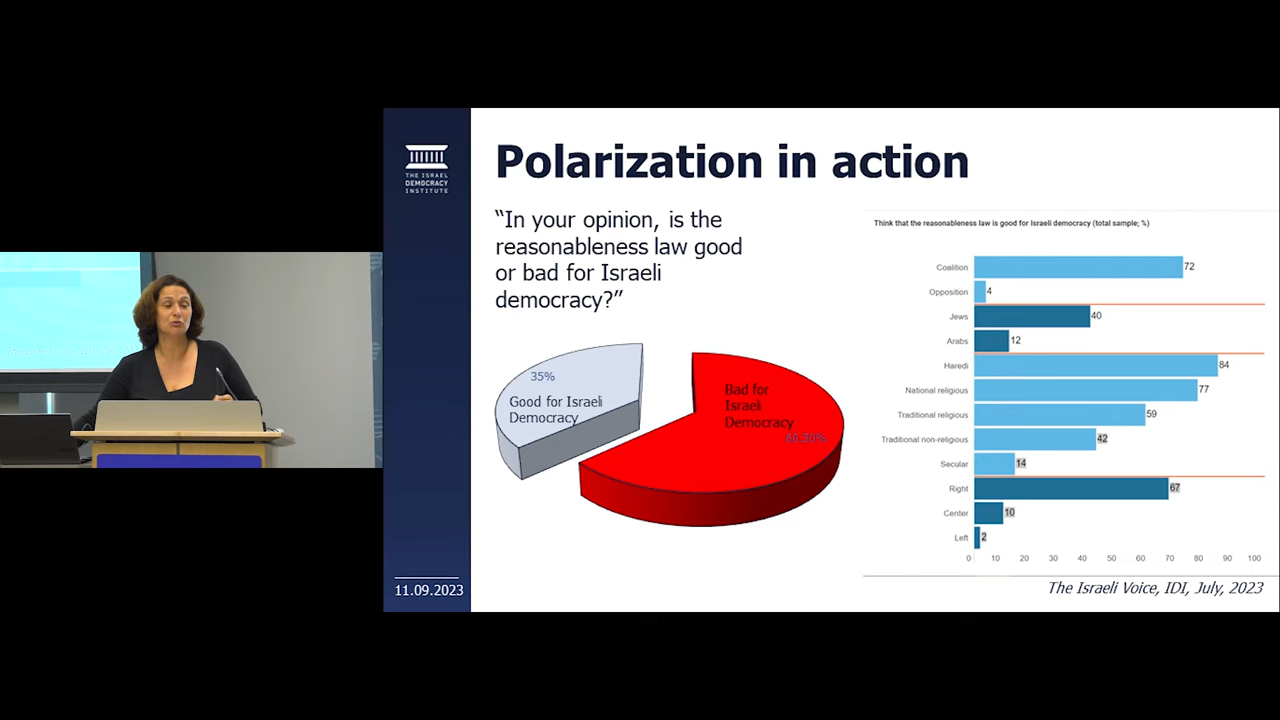 THE ISRAEL
DEMOCRACY
INSTITUTE
11.09.2023
Polarization in action
“In your opinion, is the
reasonableness law good
or bad for Israeli
democracy?”
35%
Good for Israeli
Democracy
Bad for
Israeli
Democracy
60.50%
Think that the reasonableness law is good for Israeli democracy (total sample; %)
Coalition 72
Opposition 4
Jews 40
Arabs 12
Haredi 84
National religious 77
Traditional religious 59
Traditional non-religious 42
Secular 14
Right 67
Center 10
Left 2
0 10 20 30 40 50 60 70 80 90 100
The Israeli Voice, IDI, July, 2023